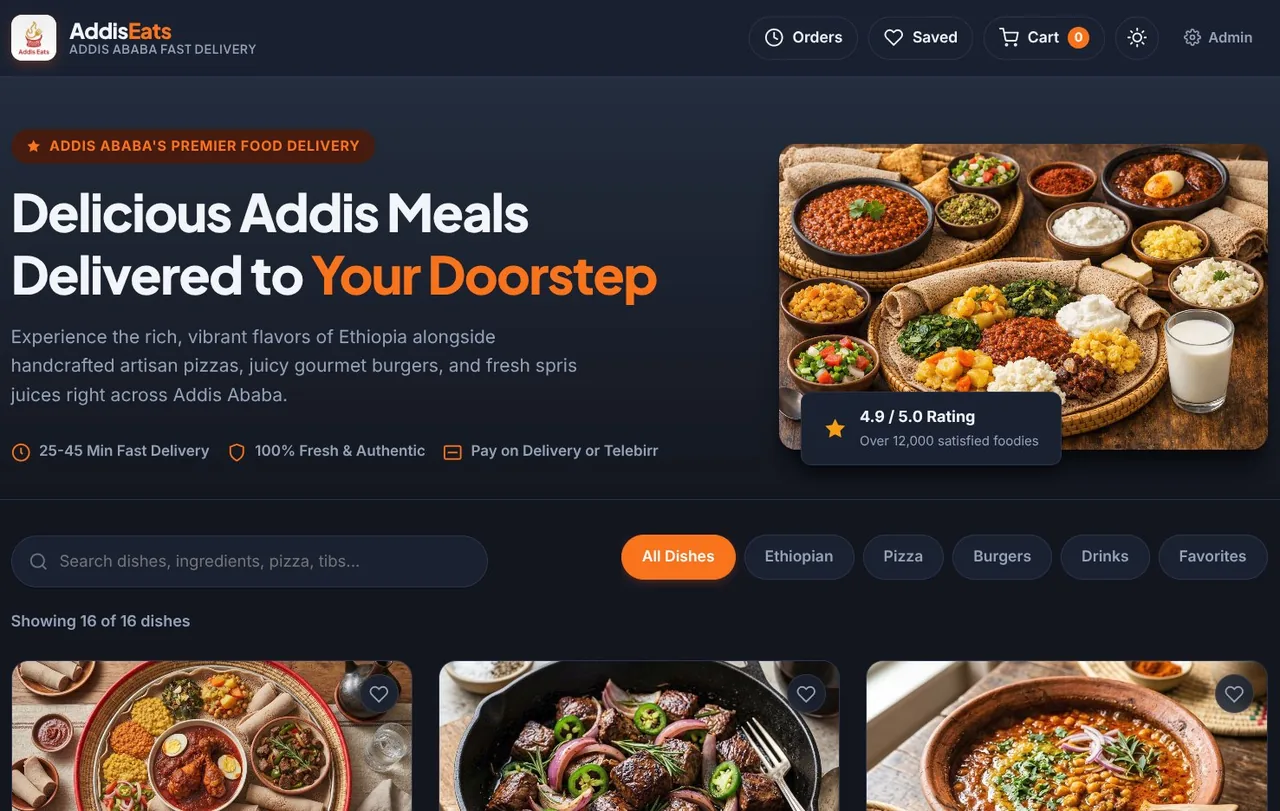 Addis Eats
AddisEats
ADDIS ABABA FAST DELIVERY
Orders
Saved
Cart 0
Admin
ADDIS ABABA'S PREMIER FOOD DELIVERY
Delicious Addis Meals
Delivered to Your Doorstep
Experience the rich, vibrant flavors of Ethiopia alongside
handcrafted artisan pizzas, juicy gourmet burgers, and fresh spris
juices right across Addis Ababa.
25-45 Min Fast Delivery
100% Fresh & Authentic
Pay on Delivery or Telebirr
4.9 / 5.0 Rating
Over 12,000 satisfied foodies
Search dishes, ingredients, pizza, tibs...
All Dishes
Ethiopian
Pizza
Burgers
Drinks
Favorites
Showing 16 of 16 dishes